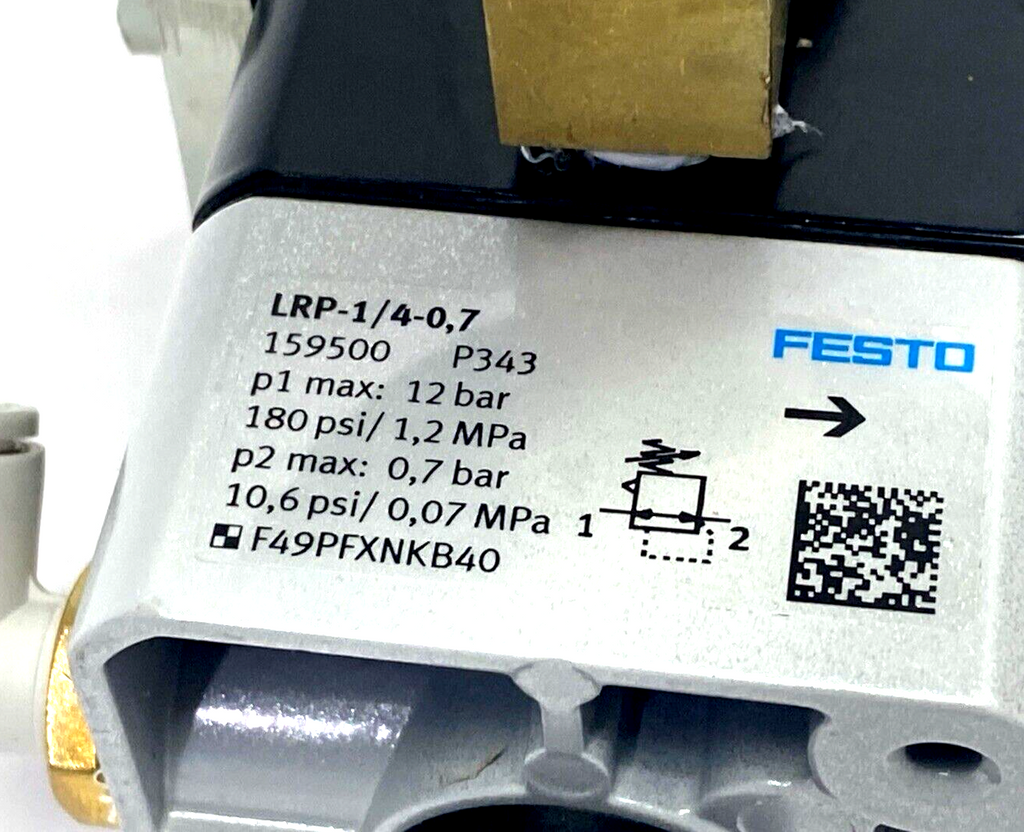 LRP-1/4-0,7
159500 P343
p1 max: 12 bar
180 psi/ 1,2 MPa
p2 max: 0,7 bar
10,6 psi/ 0,07 MPa
F49PFXNKB40
FESTO
1
2